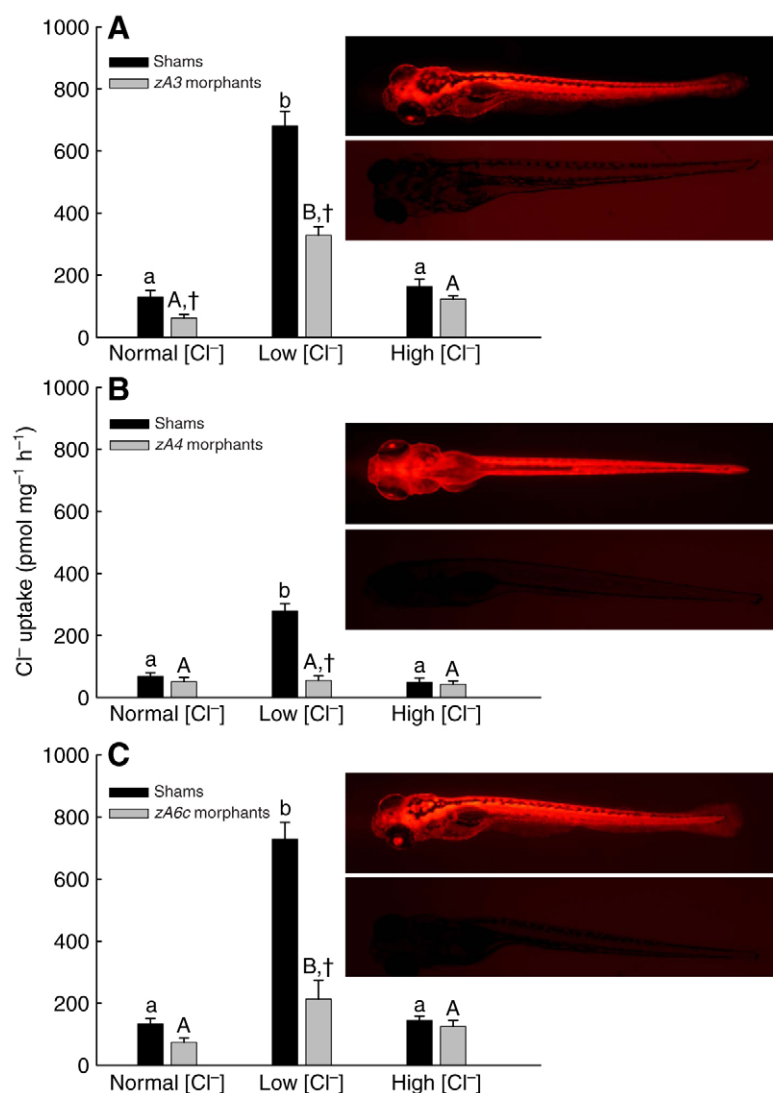 A
Shams
zA3 morphants
1000
800
600
400
200
0
a
A,†
b
B,†
a
A
Normal [Cl⁻]
Low [Cl⁻]
High [Cl⁻]
Cl⁻ uptake (pmol mg⁻¹ h⁻¹)
B
Shams
zA4 morphants
1000
800
600
400
200
0
a
A
b
A,†
a
A
Normal [Cl⁻]
Low [Cl⁻]
High [Cl⁻]
C
Shams
zA6c morphants
1000
800
600
400
200
0
a
A
b
B,†
a
A
Normal [Cl⁻]
Low [Cl⁻]
High [Cl⁻]